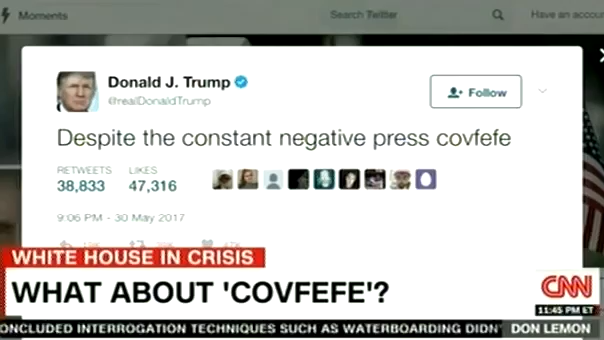 Moments
Search Twitter
Have an accou
Donald J. Trump
@realDonaldTrump
Follow
Despite the constant negative press covfefe
RETWEETS LIKES
38,833 47,316
9:06 PM - 30 May 2017
WHITE HOUSE IN CRISIS
WHAT ABOUT 'COVFEFE'?
CNN
11:45 PM ET
ONCLUDED INTERROGATION TECHNIQUES SUCH AS WATERBOARDING DIDN'
DON LEMON